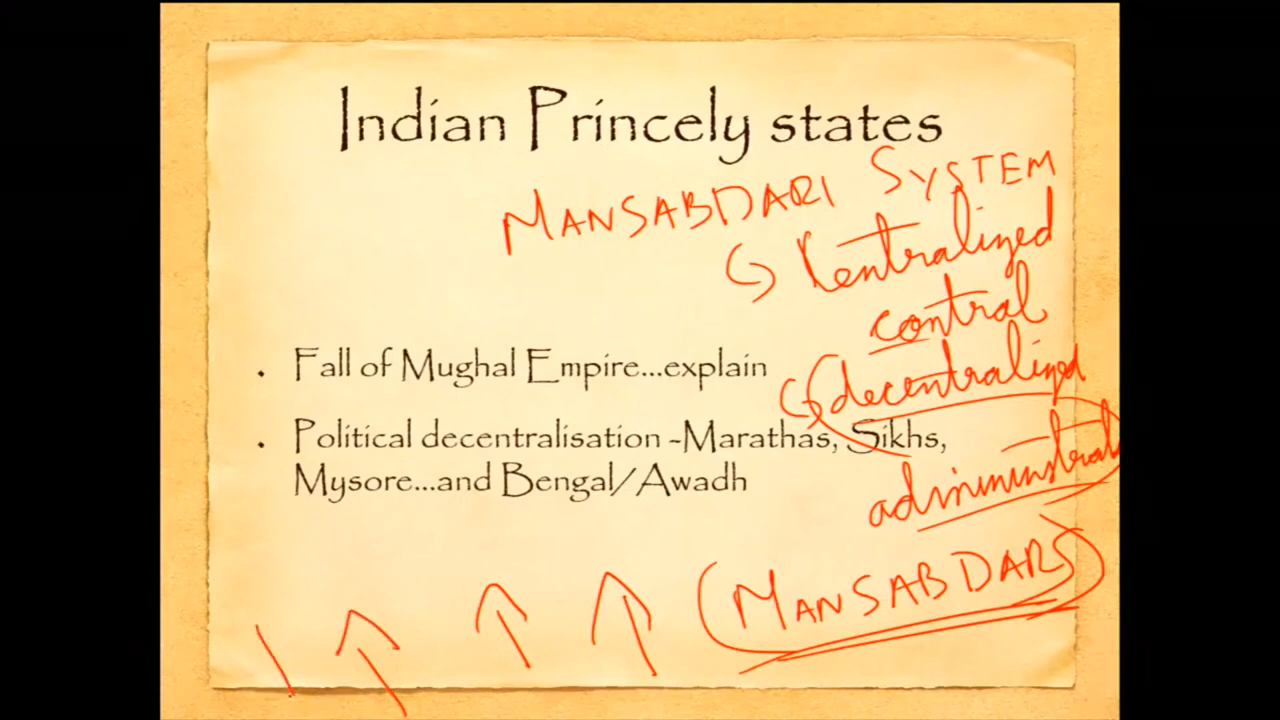 Indian Princely states
MANSABDARI SYSTEM
Centralized
control
. Fall of Mughal Empire...explain
decentralized
. Political decentralisation -Marathas, Sikhs,
Mysore...and Bengal/Awadh
(MANSABDARS)